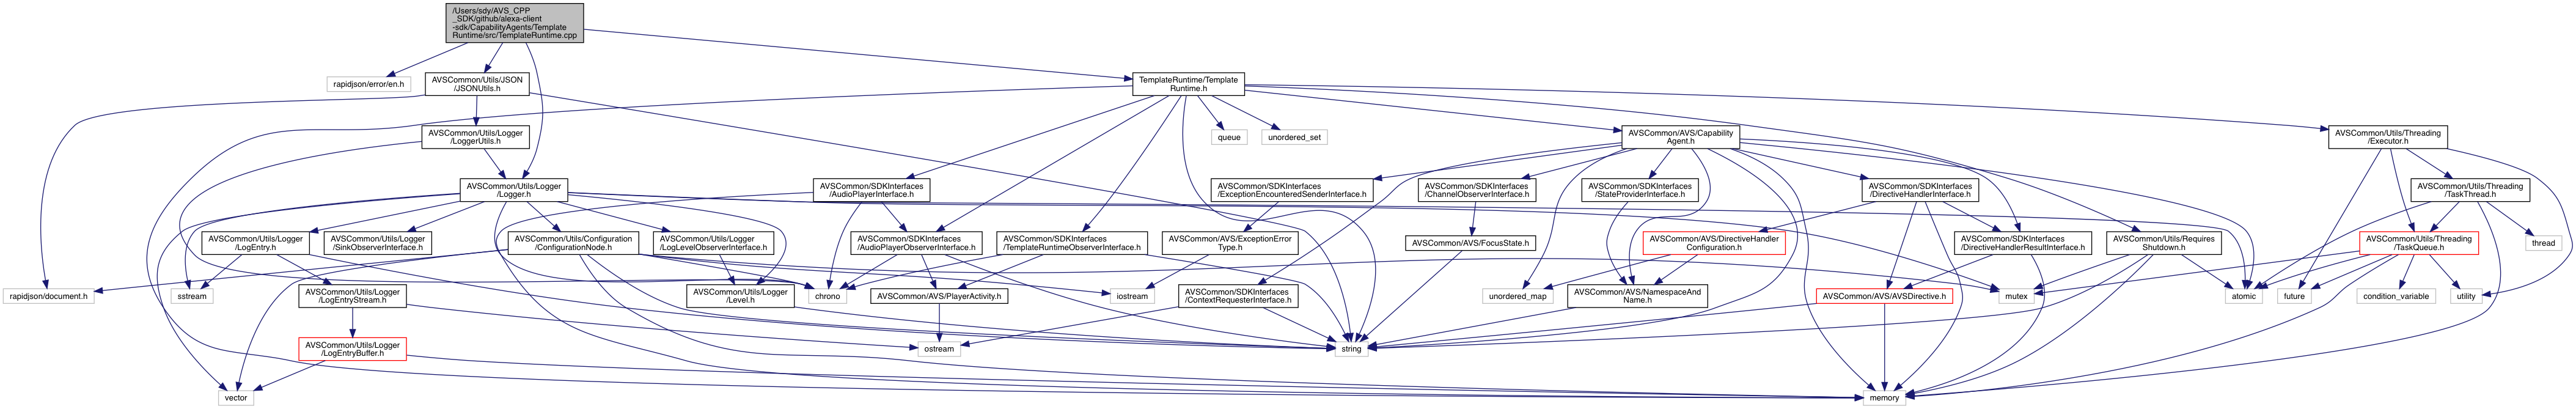 /Users/sdy/AVS_CPP
_SDK/github/alexa-client
-sdk/CapabilityAgents/Template
Runtime/src/TemplateRuntime.cpp
rapidjson/error/en.h
AVSCommon/Utils/JSON
/JSONUtils.h
TemplateRuntime/Template
Runtime.h
AVSCommon/Utils/Logger
/LoggerUtils.h
queue
unordered_set
AVSCommon/AVS/Capability
Agent.h
AVSCommon/Utils/Threading
/Executor.h
AVSCommon/Utils/Logger
/Logger.h
AVSCommon/SDKInterfaces
/AudioPlayerInterface.h
AVSCommon/SDKInterfaces
/ExceptionEncounteredSenderInterface.h
AVSCommon/SDKInterfaces
/ChannelObserverInterface.h
AVSCommon/SDKInterfaces
/StateProviderInterface.h
AVSCommon/SDKInterfaces
/DirectiveHandlerInterface.h
AVSCommon/Utils/Threading
/TaskThread.h
AVSCommon/Utils/Logger
/LogEntry.h
AVSCommon/Utils/Logger
/SinkObserverInterface.h
AVSCommon/Utils/Configuration
/ConfigurationNode.h
AVSCommon/Utils/Logger
/LogLevelObserverInterface.h
AVSCommon/SDKInterfaces
/AudioPlayerObserverInterface.h
AVSCommon/SDKInterfaces
/TemplateRuntimeObserverInterface.h
AVSCommon/AVS/ExceptionError
Type.h
AVSCommon/AVS/FocusState.h
AVSCommon/AVS/DirectiveHandler
Configuration.h
AVSCommon/SDKInterfaces
/DirectiveHandlerResultInterface.h
AVSCommon/Utils/Requires
Shutdown.h
AVSCommon/Utils/Threading
/TaskQueue.h
thread
rapidjson/document.h
sstream
AVSCommon/Utils/Logger
/LogEntryStream.h
AVSCommon/Utils/Logger
/Level.h
chrono
AVSCommon/AVS/PlayerActivity.h
iostream
AVSCommon/SDKInterfaces
/ContextRequesterInterface.h
unordered_map
AVSCommon/AVS/NamespaceAnd
Name.h
AVSCommon/AVS/AVSDirective.h
mutex
atomic
future
condition_variable
utility
AVSCommon/Utils/Logger
/LogEntryBuffer.h
ostream
string
vector
memory